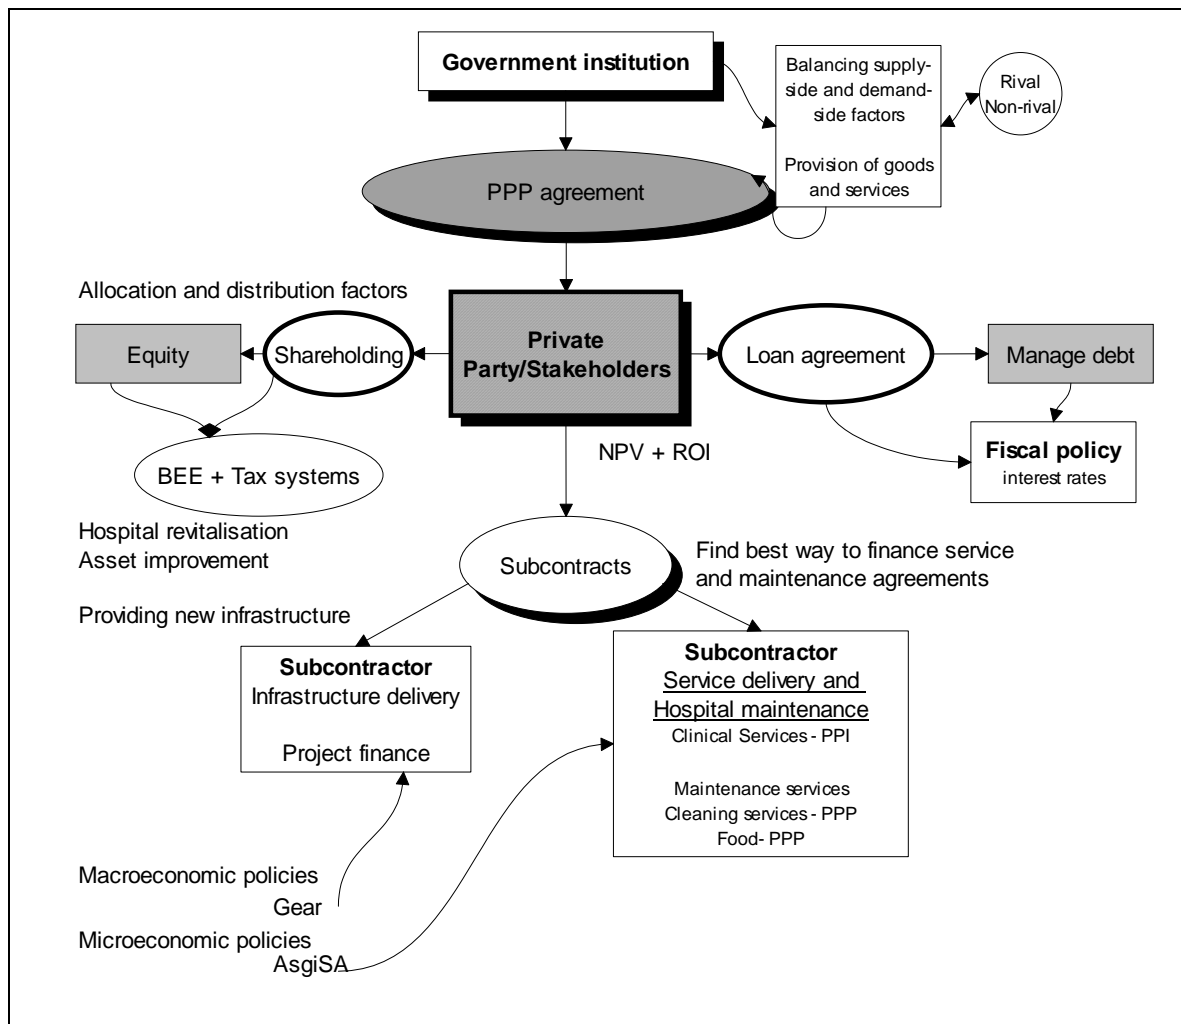 Government institution
Balancing supply-
side and demand-
side factors
Provision of goods
and services
Rival
Non-rival
PPP agreement
Allocation and distribution factors
Equity
Shareholding
Private
Party/Stakeholders
Loan agreement
Manage debt
NPV + ROI
Fiscal policy
interest rates
BEE + Tax systems
Hospital revitalisation
Asset improvement
Subcontracts
Find best way to finance service
and maintenance agreements
Providing new infrastructure
Subcontractor
Infrastructure delivery
Project finance
Subcontractor
Service delivery and
Hospital maintenance
Clinical Services - PPI
Maintenance services
Cleaning services - PPP
Food- PPP
Macroeconomic policies
Gear
Microeconomic policies
AsgiSA